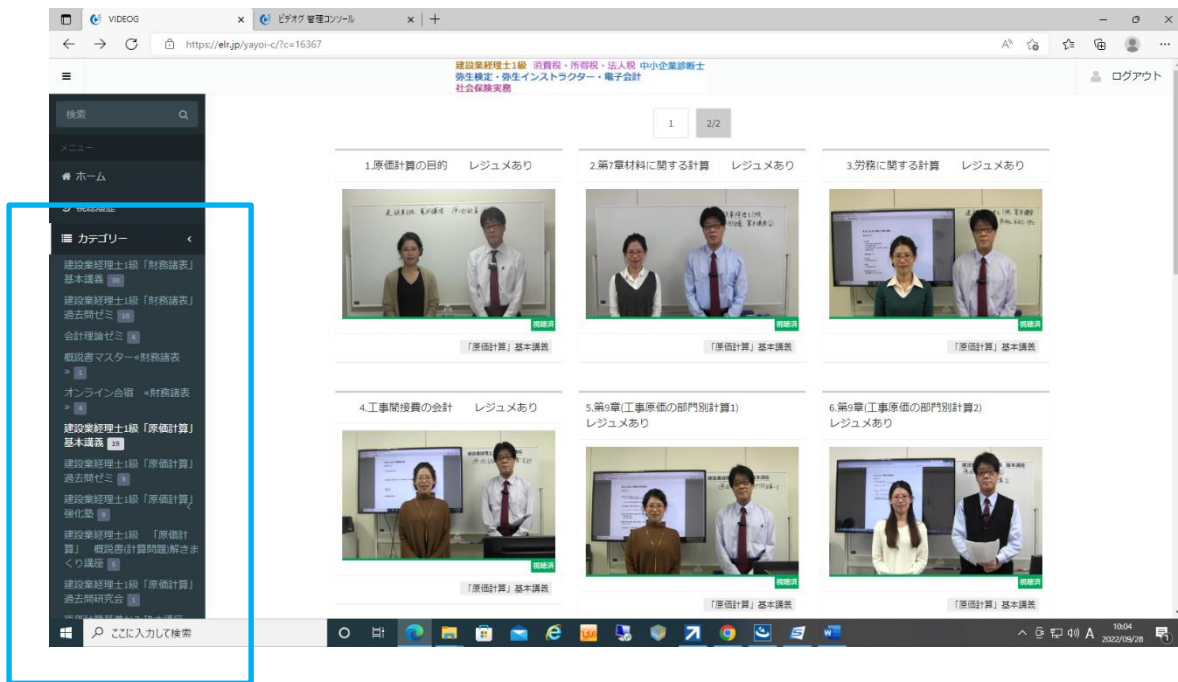 VIDEOG
ビデオグ 管理コンソール
https://elr.jp/yayoi-c/?c=16367
建設業経理士1級 消費税・所得税・法人税 中小企業診断士
弥生検定・弥生インストラクター・電子会計
社会保険実務
ログアウト
検索
メニュー
ホーム
カテゴリー
建設業経理士1級「財務諸表」
基本講義 30
建設業経理士1級「財務諸表」
過去問ゼミ 10
会計理論ゼミ
概説書マスター≪財務諸表
≫
オンライン合宿 ≪財務諸表
≫
建設業経理士1級「原価計算」
基本講義 19
建設業経理士1級「原価計算」
過去問ゼミ 9
建設業経理士1級「原価計算」
強化塾 9
建設業経理士1級 「原価計
算」 概説書(計算問題)解きま
くり講座 5
建設業経理士1級「原価計算」
過去問研究会
1 2/2
1.原価計算の目的 レジュメあり
2.第7章材料に関する計算 レジュメあり
3.労務に関する計算 レジュメあり
視聴済
視聴済
視聴済
「原価計算」基本講義
「原価計算」基本講義
「原価計算」基本講義
4.工事間接費の会計 レジュメあり
5.第9章(工事原価の部門別計算1)
レジュメあり
6.第9章(工事原価の部門別計算2)
レジュメあり
視聴済
視聴済
視聴済
「原価計算」基本講義
「原価計算」基本講義
「原価計算」基本講義
ここに入力して検索
A
10:04
2022/09/28